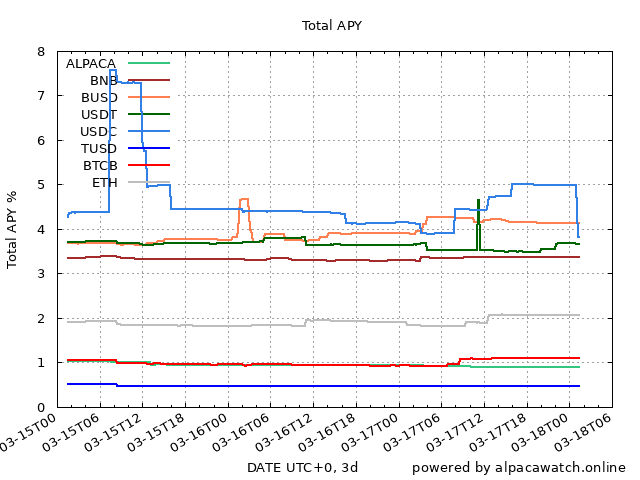 Total APY
8
7
6
5
4
3
2
1
0
Total APY %
ALPACA
BNB
BUSD
USDT
USDC
TUSD
BTCB
ETH
03-15T00
03-15T06
03-15T12
03-15T18
03-16T00
03-16T06
03-16T12
03-16T18
03-17T00
03-17T06
03-17T12
03-18T00
03-18T06
DATE UTC+0, 3d
powered by alpacawatch.online